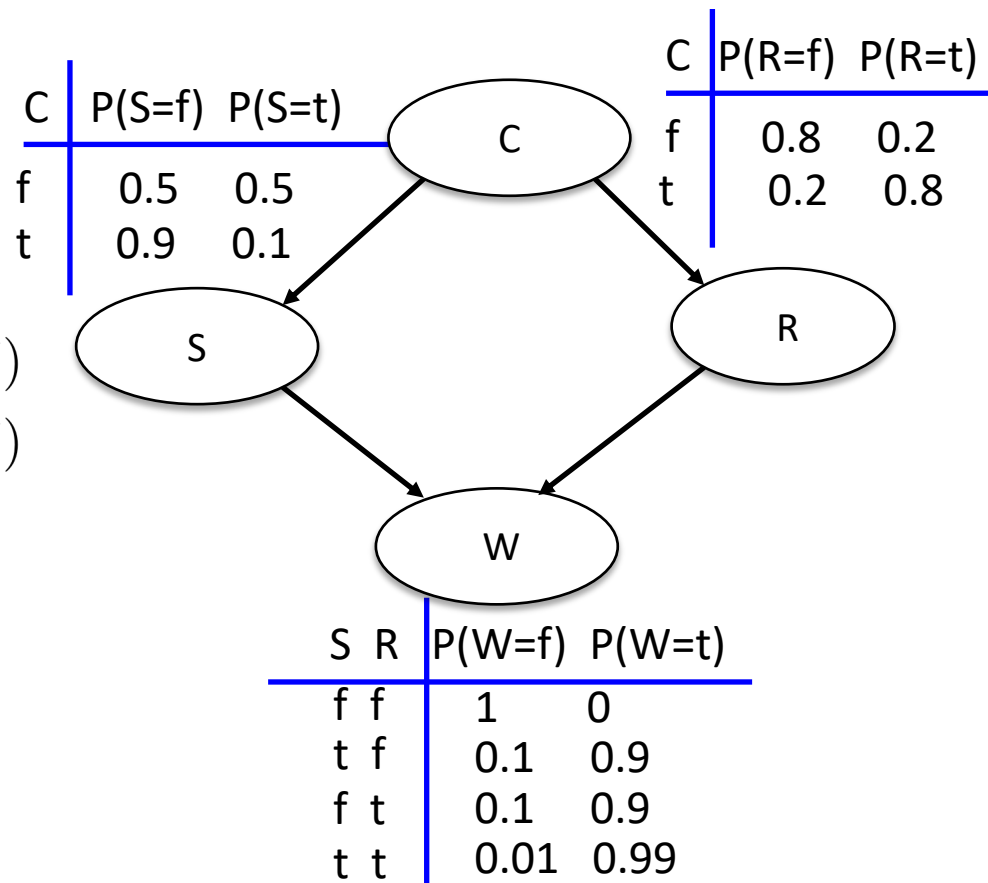 C P(S=f) P(S=t)
f 0.5 0.5
t 0.9 0.1
C
C P(R=f) P(R=t)
f 0.8 0.2
t 0.2 0.8
S
R
)
)
W
S R P(W=f) P(W=t)
f f 1 0
t f 0.1 0.9
f t 0.1 0.9
t t 0.01 0.99